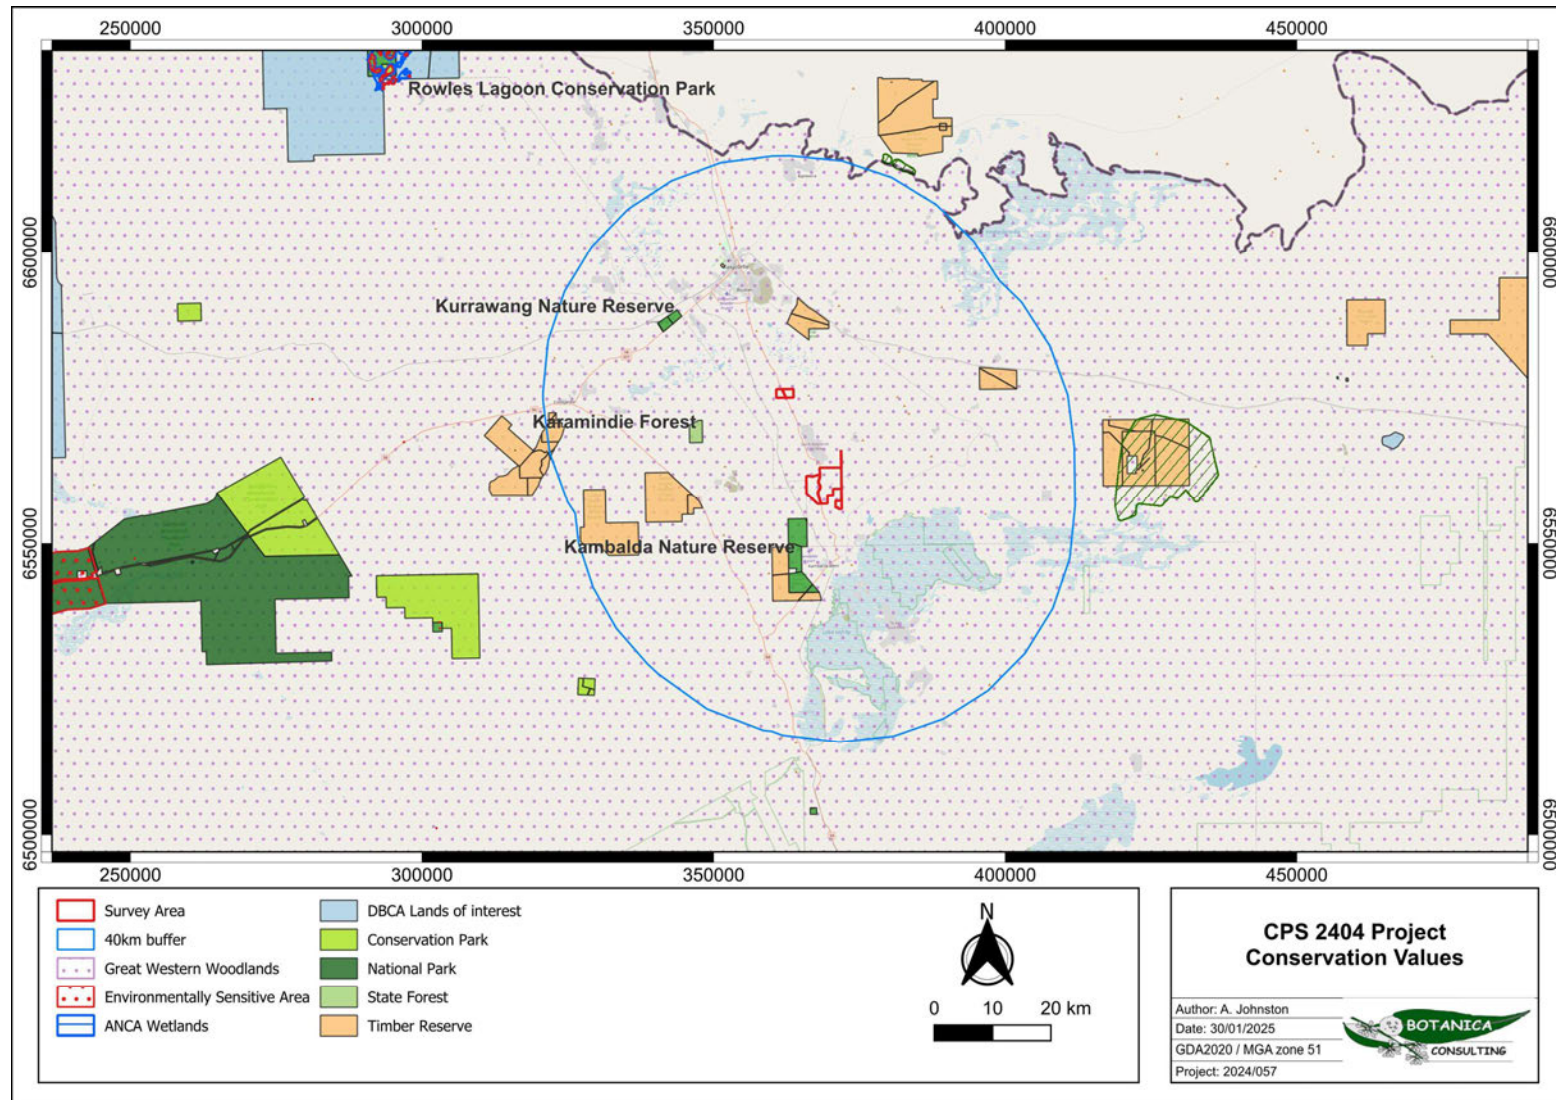 250000 300000 350000 400000 450000
Rowles Lagoon Conservation Park
6600000 6600000
Kurrawang Nature Reserve
Karamindie Forest
6550000 6550000
Kambalda Nature Reserve
6500000 6500000
250000 300000 350000 400000 450000
Survey Area
40km buffer
Great Western Woodlands
Environmentally Sensitive Area
ANCA Wetlands
DBCA Lands of interest
Conservation Park
National Park
State Forest
Timber Reserve
N
0 10 20 km
CPS 2404 Project
Conservation Values
Author: A. Johnston
Date: 30/01/2025
GDA2020 / MGA zone 51
Project: 2024/057
BOTANICA
CONSULTING